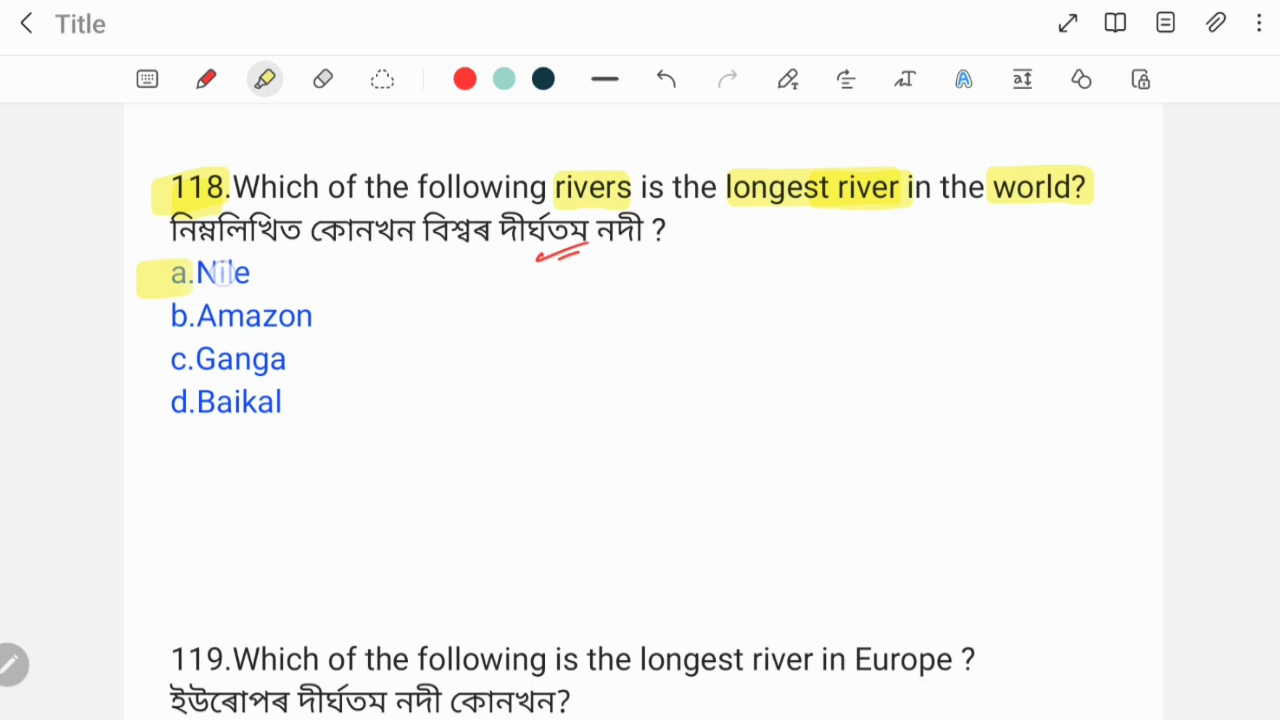 Title
118.Which of the following rivers is the longest river in the world?
নিম্নলিখিত কোনখন বিশ্বৰ দীৰ্ঘতম নদী ?
a.Nile
b.Amazon
c.Ganga
d.Baikal
119.Which of the following is the longest river in Europe ?
ইউৰোপৰ দীৰ্ঘতম নদী কোনখন?